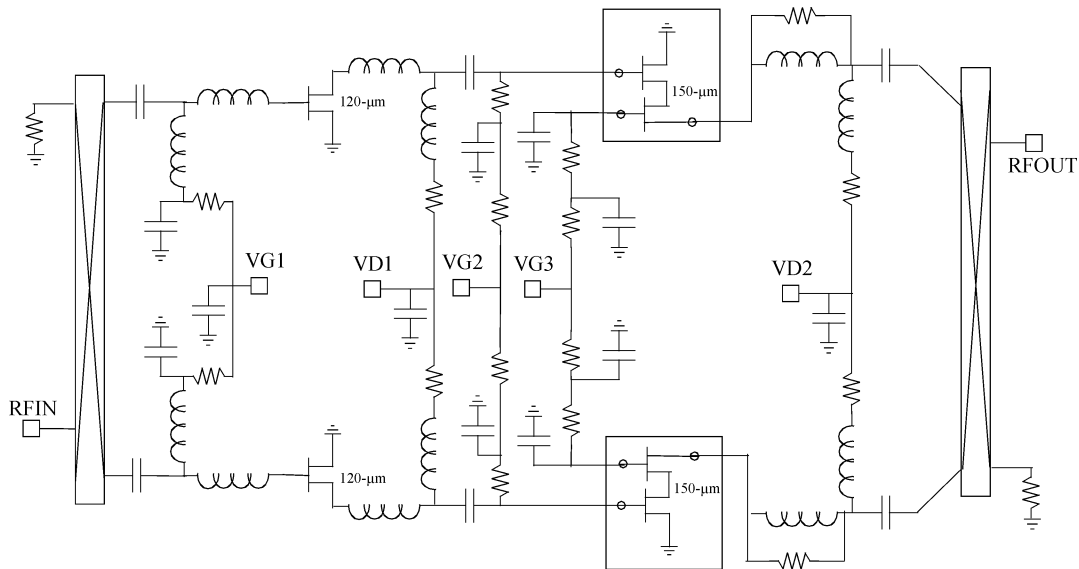 120-μm
150-μm
RFOUT
VG1
VD1
VG2
VG3
VD2
RFIN
120-μm
150-μm